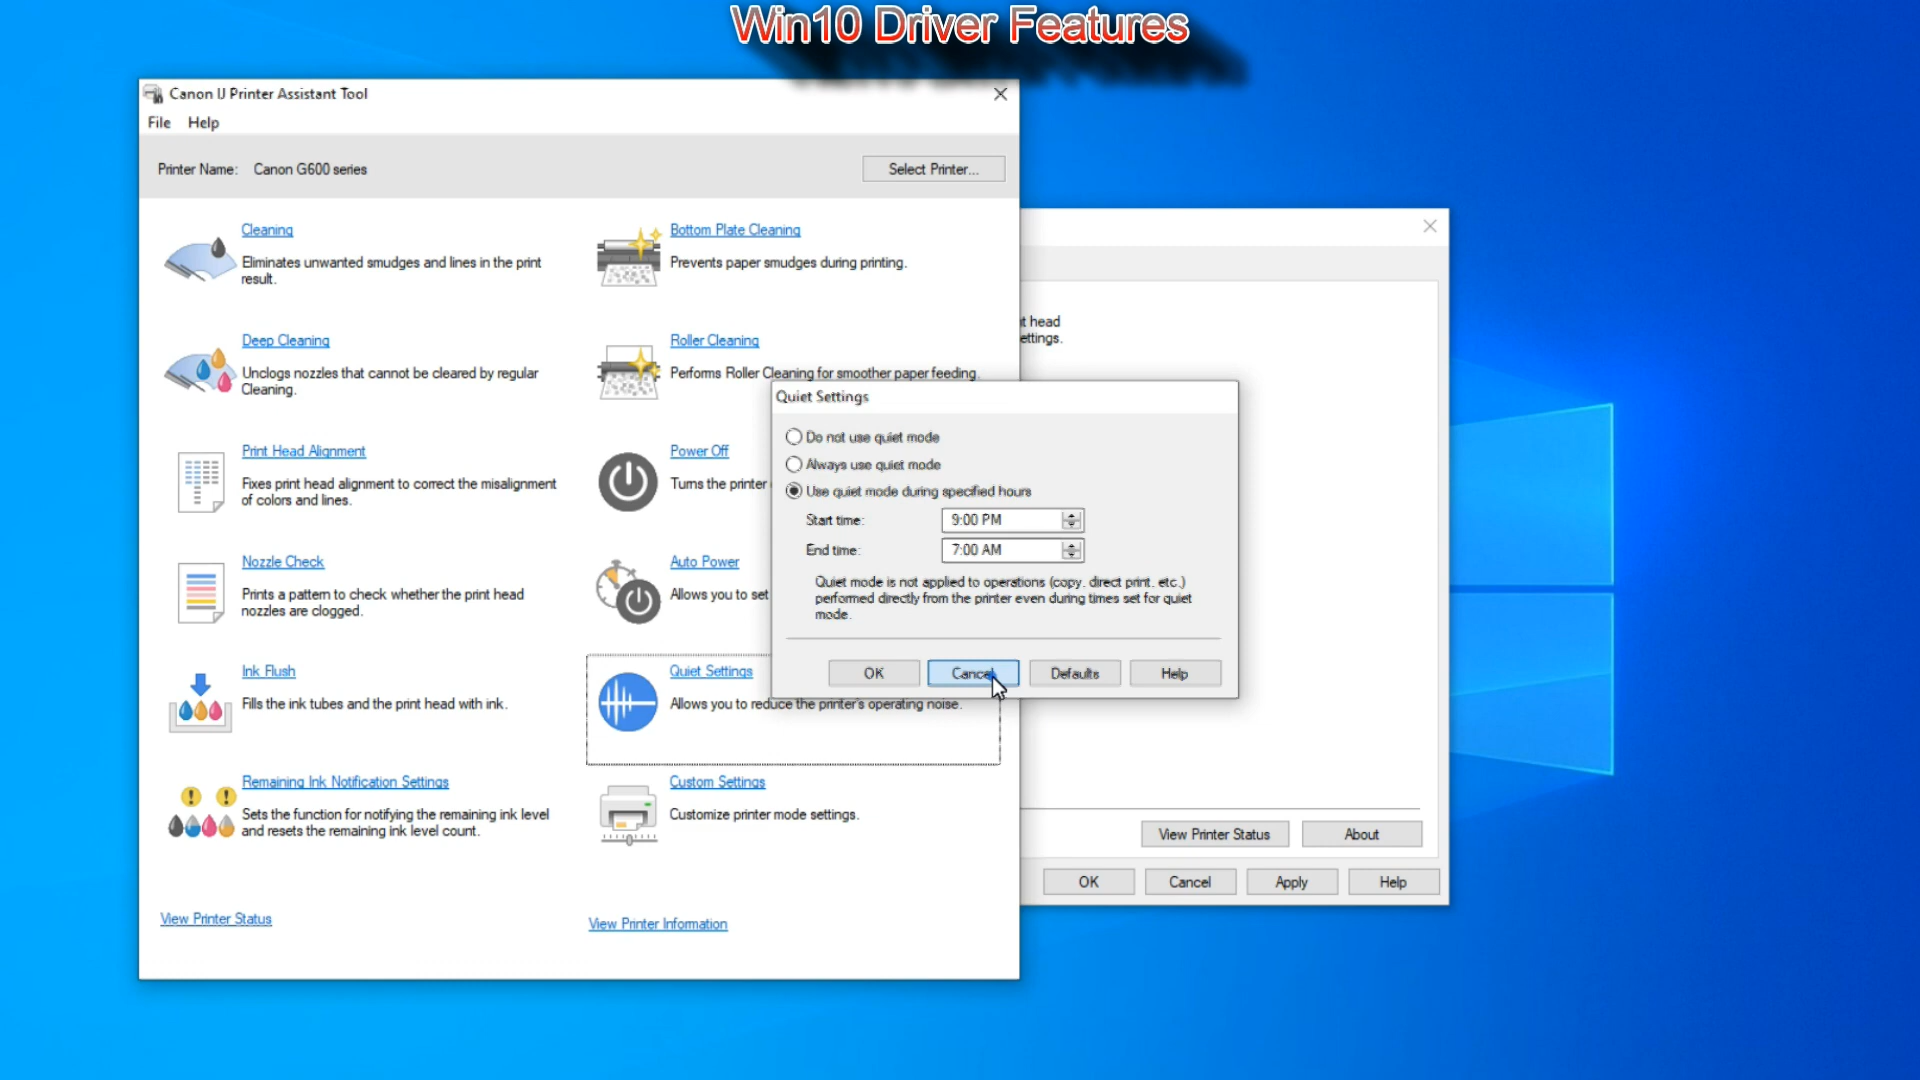 Win10 Driver Features
Canon IJ Printer Assistant Tool
File Help
Printer Name: Canon G600 series
Select Printer...
Cleaning
Eliminates unwanted smudges and lines in the print
result.
Bottom Plate Cleaning
Prevents paper smudges during printing.
Deep Cleaning
Unclogs nozzles that cannot be cleared by regular
Cleaning.
Roller Cleaning
Performs Roller Cleaning for smoother paper feeding.
Print Head Alignment
Fixes print head alignment to correct the misalignment
of colors and lines.
Power Off
Turns the printer
Nozzle Check
Prints a pattern to check whether the print head
nozzles are clogged.
Auto Power
Allows you to set
Ink Flush
Fills the ink tubes and the print head with ink.
Quiet Settings
Allows you to reduce the printer's operating noise.
Remaining Ink Notification Settings
Sets the function for notifying the remaining ink level
and resets the remaining ink level count.
Custom Settings
Customize printer mode settings.
View Printer Status
View Printer Information
Quiet Settings
Do not use quiet mode
Always use quiet mode
Use quiet mode during specified hours
Start time: 9:00 PM
End time: 7:00 AM
Quiet mode is not applied to operations (copy, direct print, etc.)
performed directly from the printer even during times set for quiet
mode.
OK Cancel Defaults Help
t head
ettings.
View Printer Status About
OK Cancel Apply Help